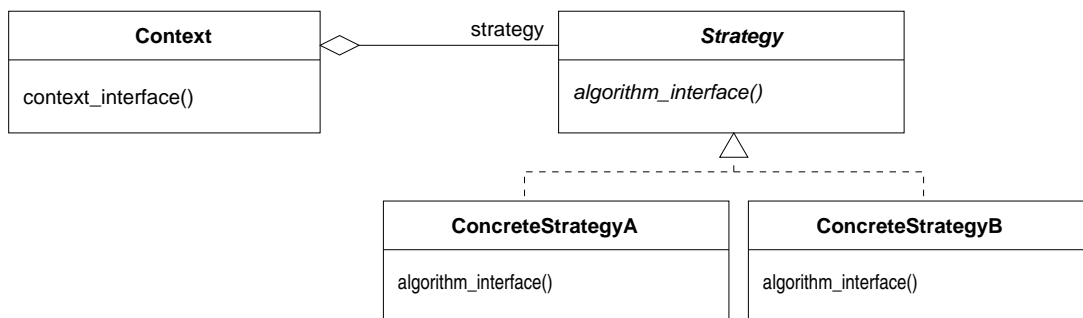 Context
strategy
Strategy
context_interface()
algorithm_interface()
ConcreteStrategyA
ConcreteStrategyB
algorithm_interface()
algorithm_interface()